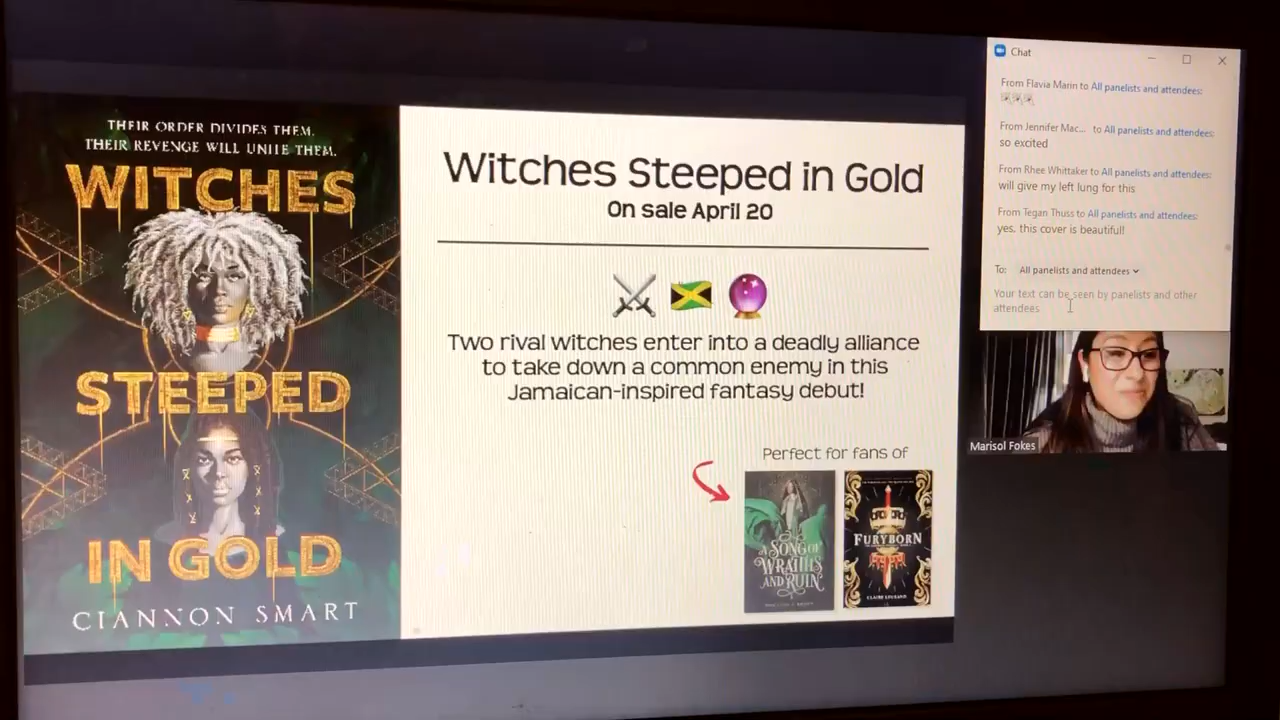 THEIR ORDER DIVIDES THEM.
THEIR REVENGE WILL UNITE THEM.
WITCHES
STEEPED
IN GOLD
CIANNON SMART
Witches Steeped in Gold
On sale April 20
Two rival witches enter into a deadly alliance
to take down a common enemy in this
Jamaican-inspired fantasy debut!
Perfect for fans of
A SONG OF
WRAITHS
AND RUIN
FURYBORN
CLAIRE LEGRAND
Chat
From Flavia Marin to All panelists and attendees:
From Jennifer Mac... to All panelists and attendees:
so excited
From Rhee Whittaker to All panelists and attendees:
will give my left lung for this
From Tegan Thuss to All panelists and attendees:
yes. this cover is beautiful!
To: All panelists and attendees
Your text can be seen by panelists and other
attendees
Marisol Fokes